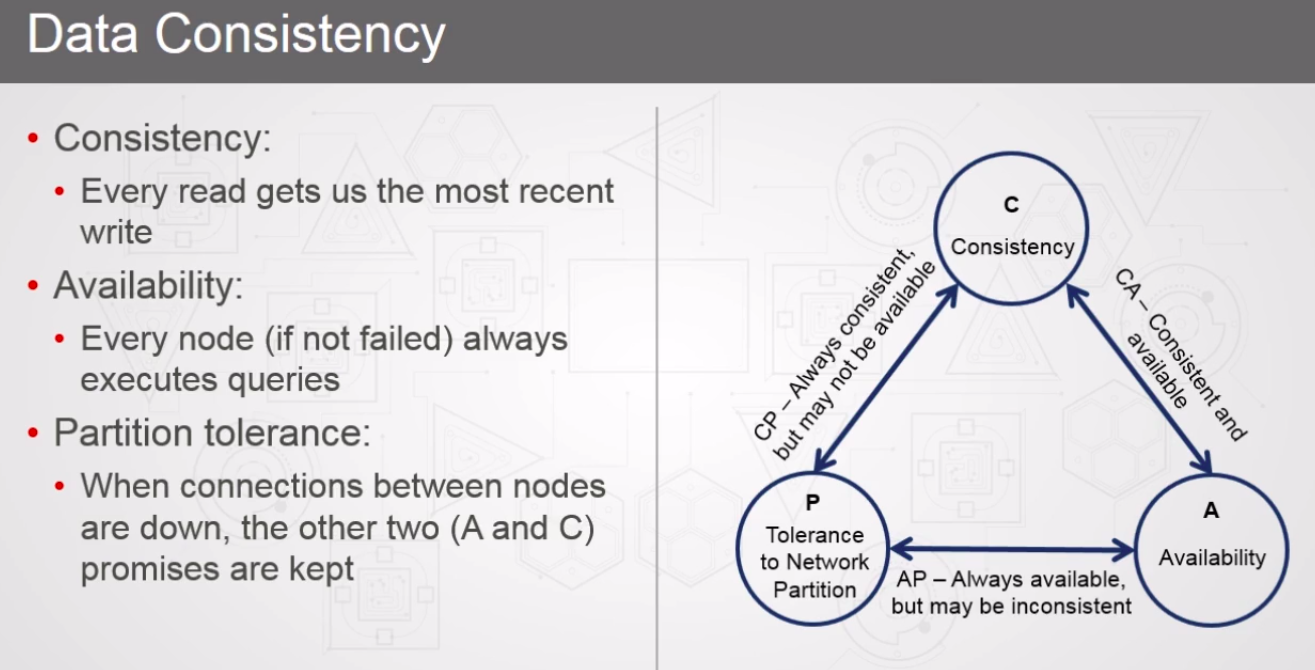 Data Consistency
• Consistency:
• Every read gets us the most recent
write
• Availability:
• Every node (if not failed) always
executes queries
• Partition tolerance:
• When connections between nodes
are down, the other two (A and C)
promises are kept
C
Consistency
CP – Always consistent,
but may not be available
CA – Consistent and
available
P
Tolerance
to Network
Partition
A
Availability
AP – Always available,
but may be inconsistent